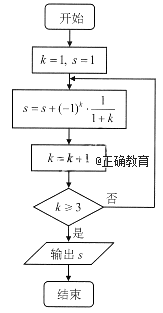 开始
k=1, s=1
s=s+(-1)^k·\frac{1}{1+k}
k=k+1
@正确教育
k≥3
否
是
输出 s
结束